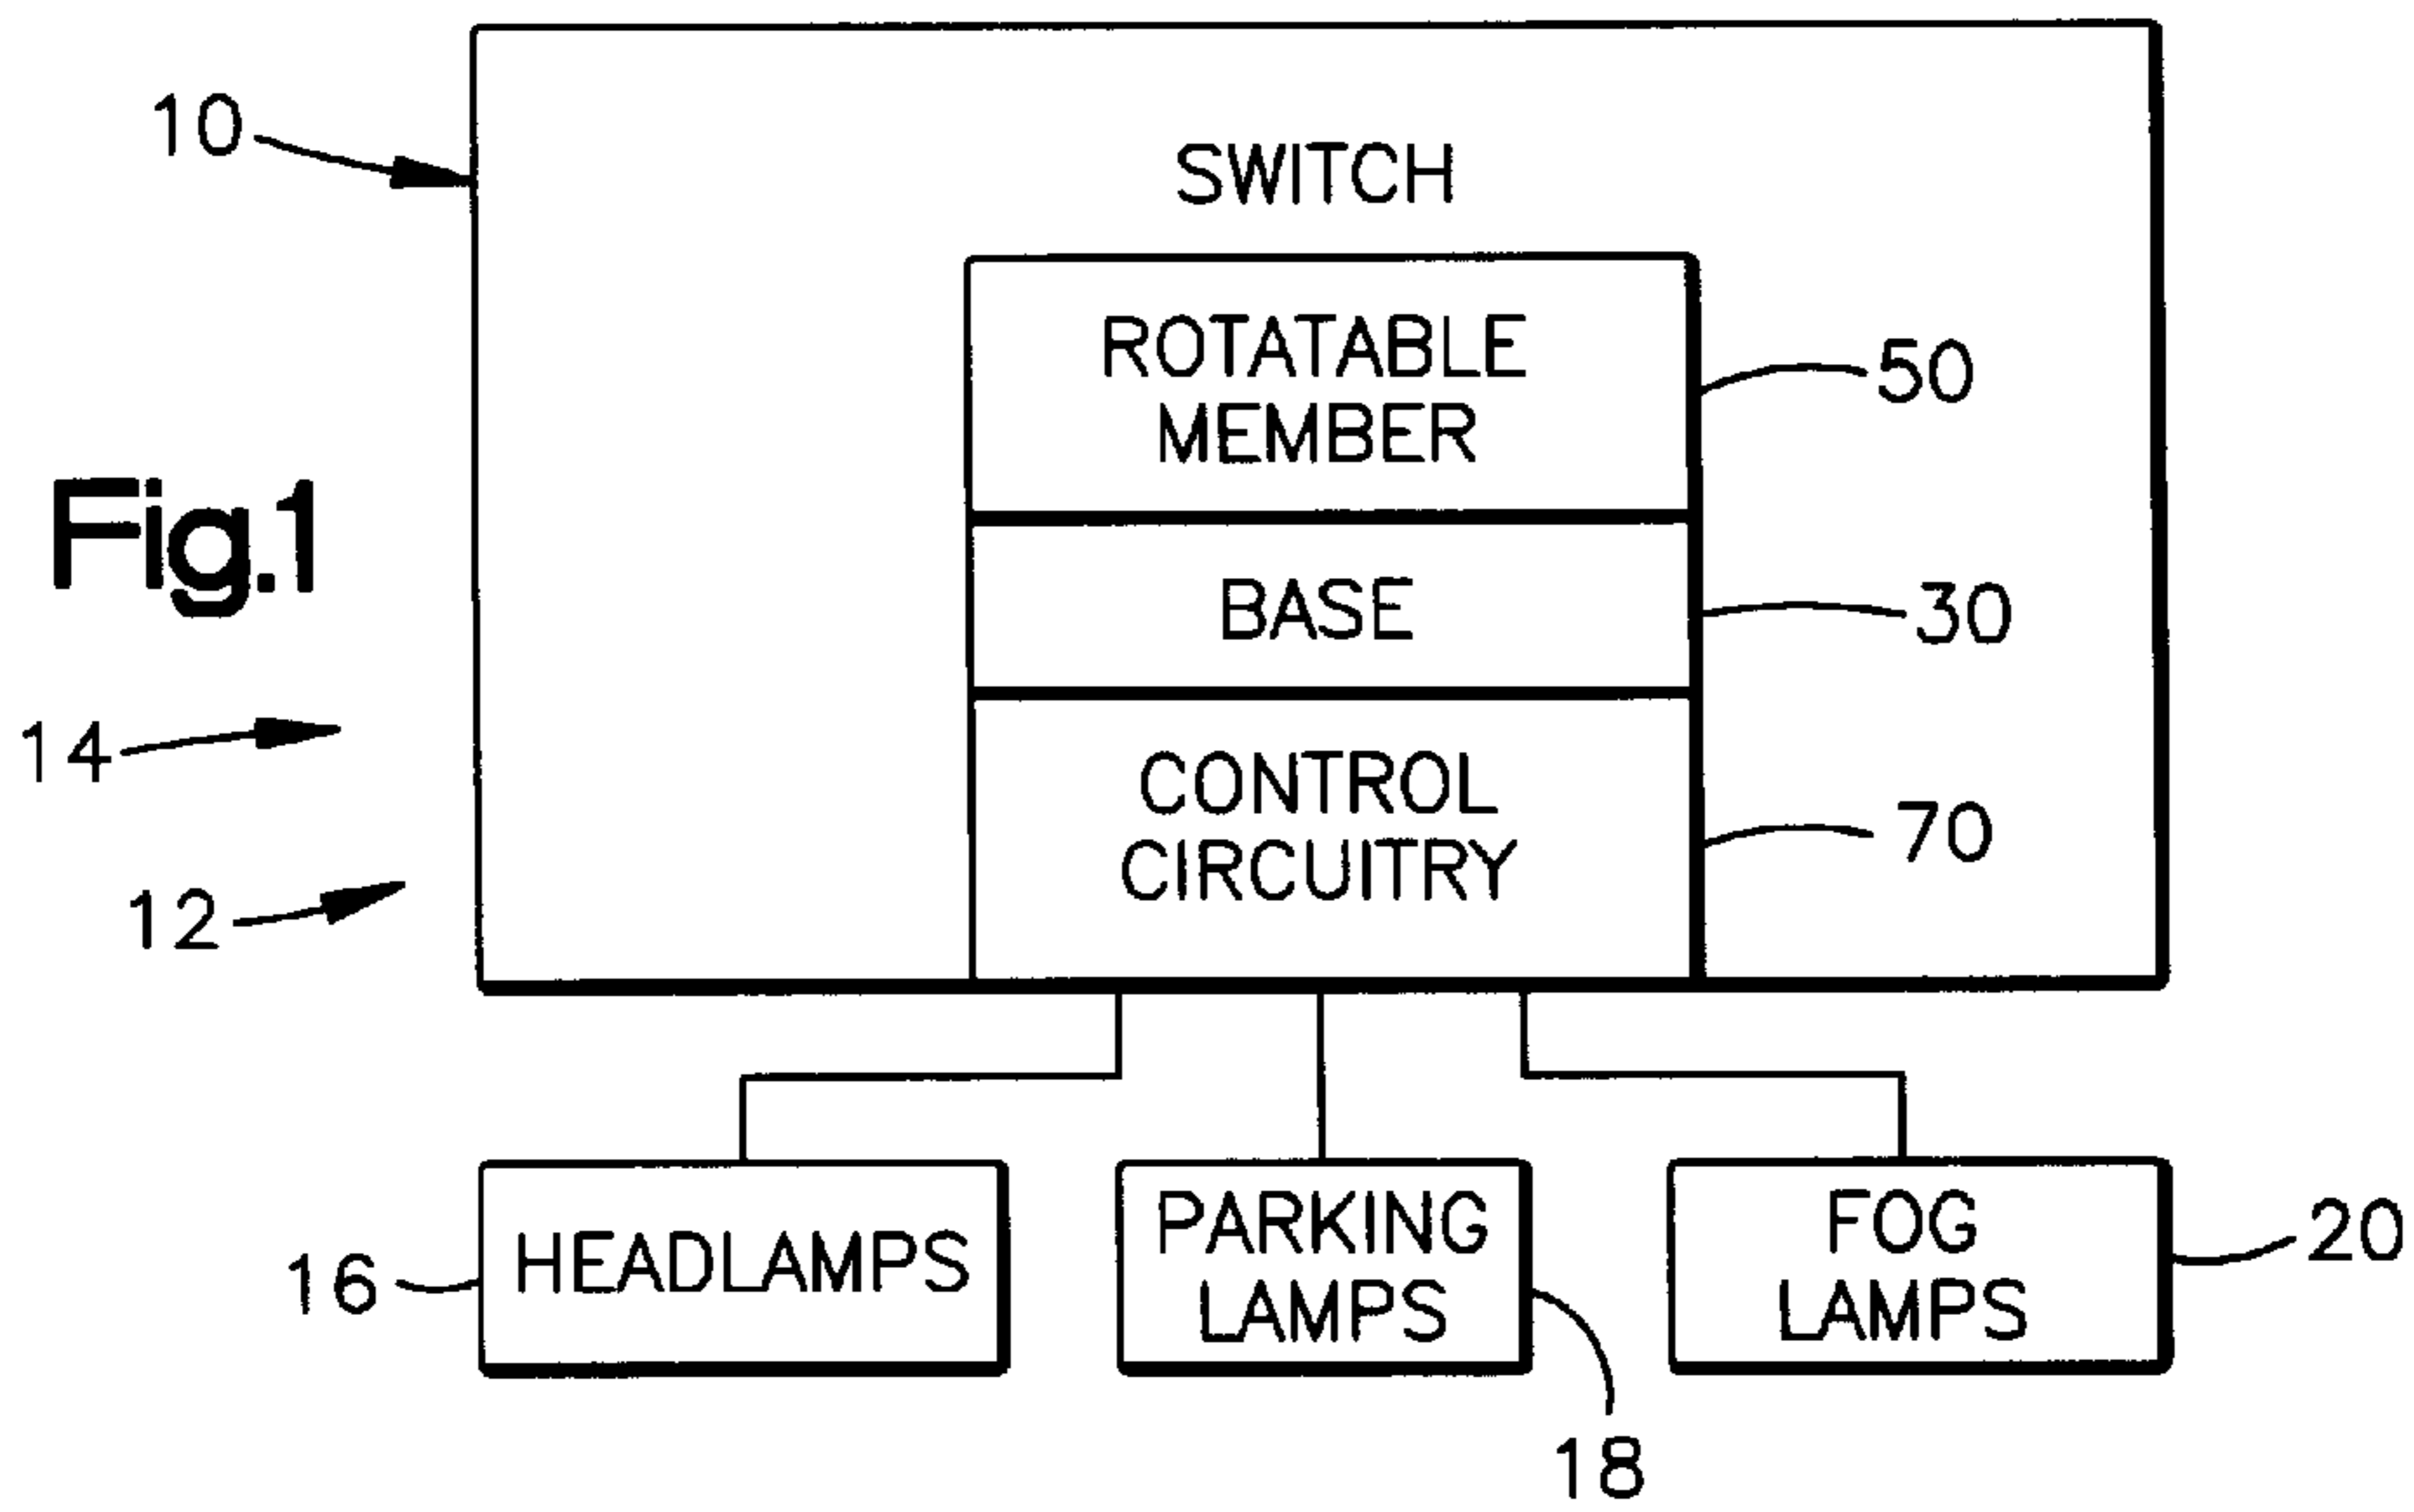 10
SWITCH
ROTATABLE
MEMBER
50
Fig.1
BASE
30
14
CONTROL
CIRCUITRY
70
12
HEADLAMPS
16
PARKING
LAMPS
18
FOG
LAMPS
20